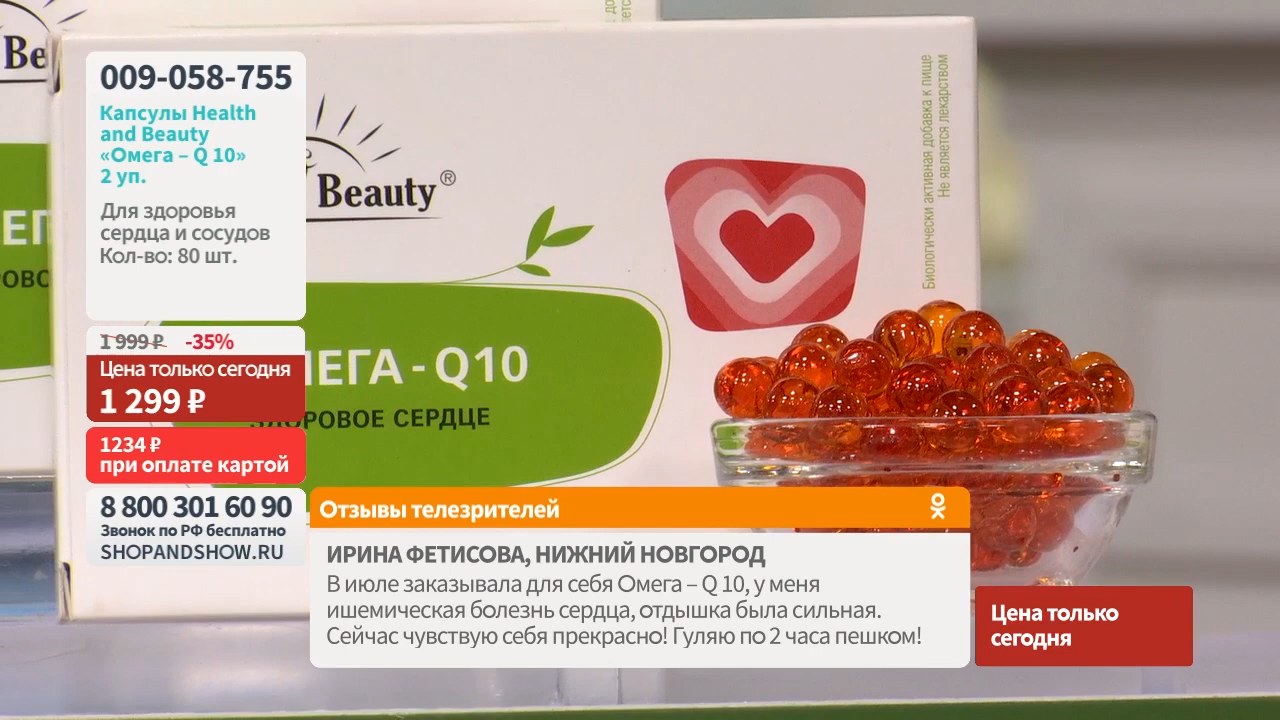 Ве
009-058-755
Капсулы Health
and Beauty
«Омега – Q 10»
2 уп.
Для здоровья
сердца и сосудов
Кол-во: 80 шт.
1 999 ₽ -35%
Цена только сегодня
1 299 ₽
1234 ₽
при оплате картой
8 800 301 60 90
Звонок по РФ бесплатно
SHOPANDSHOW.RU
Beauty®
МЕГА - Q10
ЗДОРОВОЕ СЕРДЦЕ
Биологически активная добавка к пище
Не является лекарством
Отзывы телезрителей
ИРИНА ФЕТИСОВА, НИЖНИЙ НОВГОРОД
В июле заказывала для себя Омега – Q 10, у меня
ишемическая болезнь сердца, отдышка была сильная.
Сейчас чувствую себя прекрасно! Гуляю по 2 часа пешком!
Цена только
сегодня